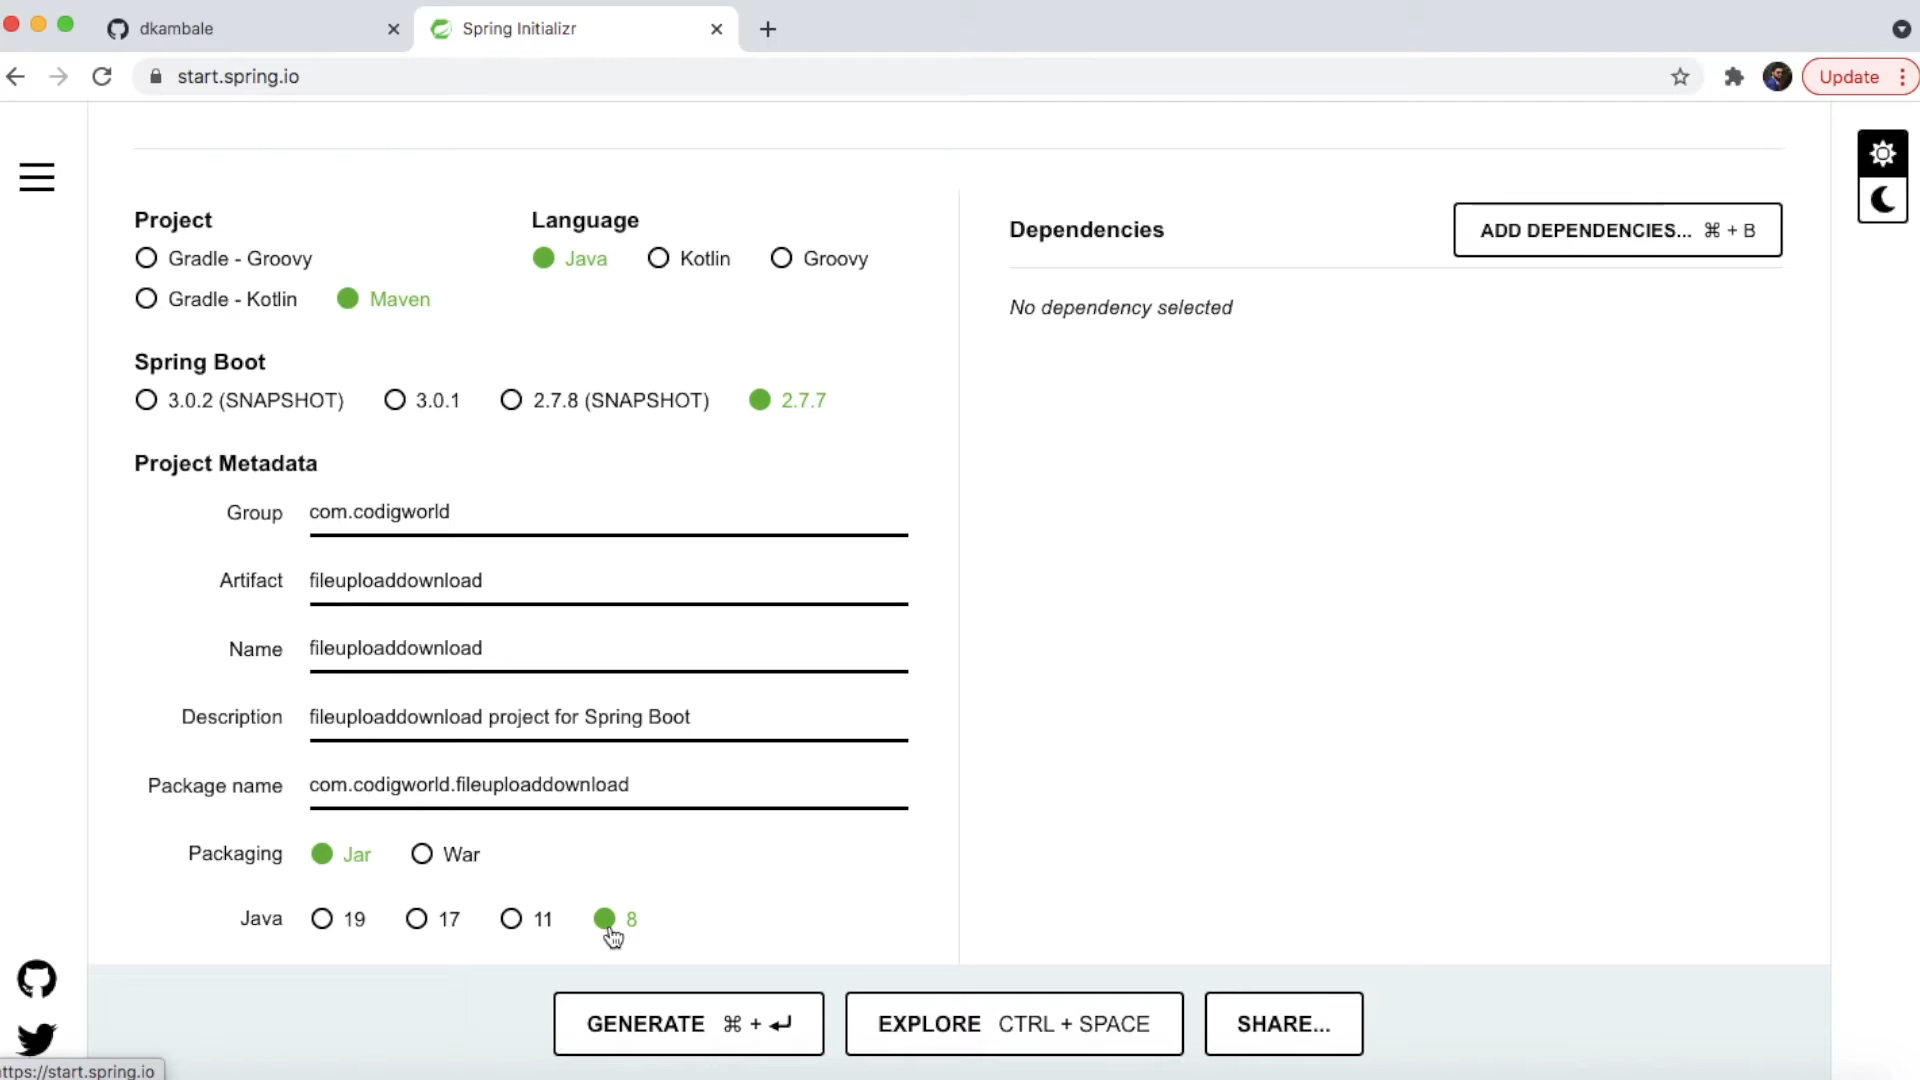 dkambale
Spring Initializr
start.spring.io
Update
Project
Language
Gradle - Groovy
Java Kotlin Groovy
Gradle - Kotlin Maven
Dependencies
ADD DEPENDENCIES... ⌘ + B
No dependency selected
Spring Boot
3.0.2 (SNAPSHOT) 3.0.1 2.7.8 (SNAPSHOT) 2.7.7
Project Metadata
Group com.codigworld
Artifact fileuploaddownload
Name fileuploaddownload
Description fileuploaddownload project for Spring Boot
Package name com.codigworld.fileuploaddownload
Packaging Jar War
Java 19 17 11 8
GENERATE ⌘ + ↵
EXPLORE CTRL + SPACE
SHARE...
ttps://start.spring.io